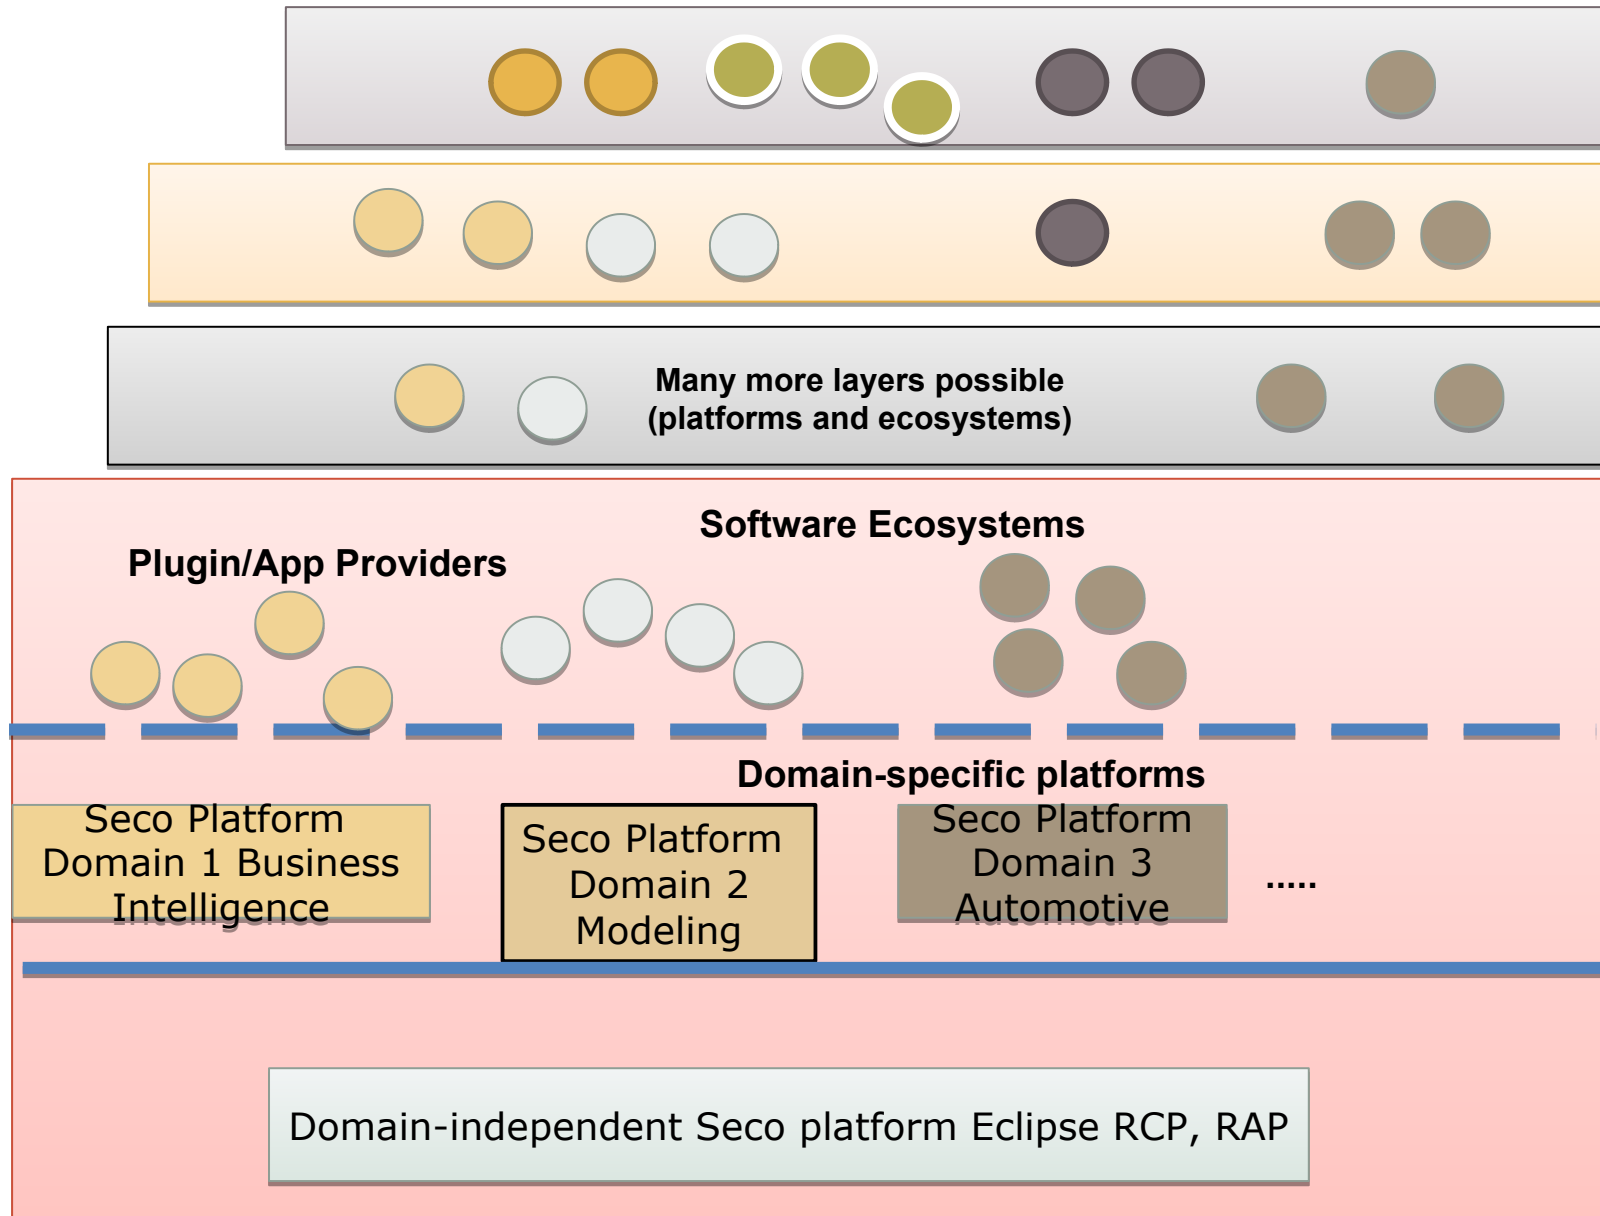 Many more layers possible
(platforms and ecosystems)
Software Ecosystems
Plugin/App Providers
Domain-specific platforms
Seco Platform
Domain 1 Business
Intelligence
Seco Platform
Domain 2
Modeling
Seco Platform
Domain 3
Automotive
.....
Domain-independent Seco platform Eclipse RCP, RAP